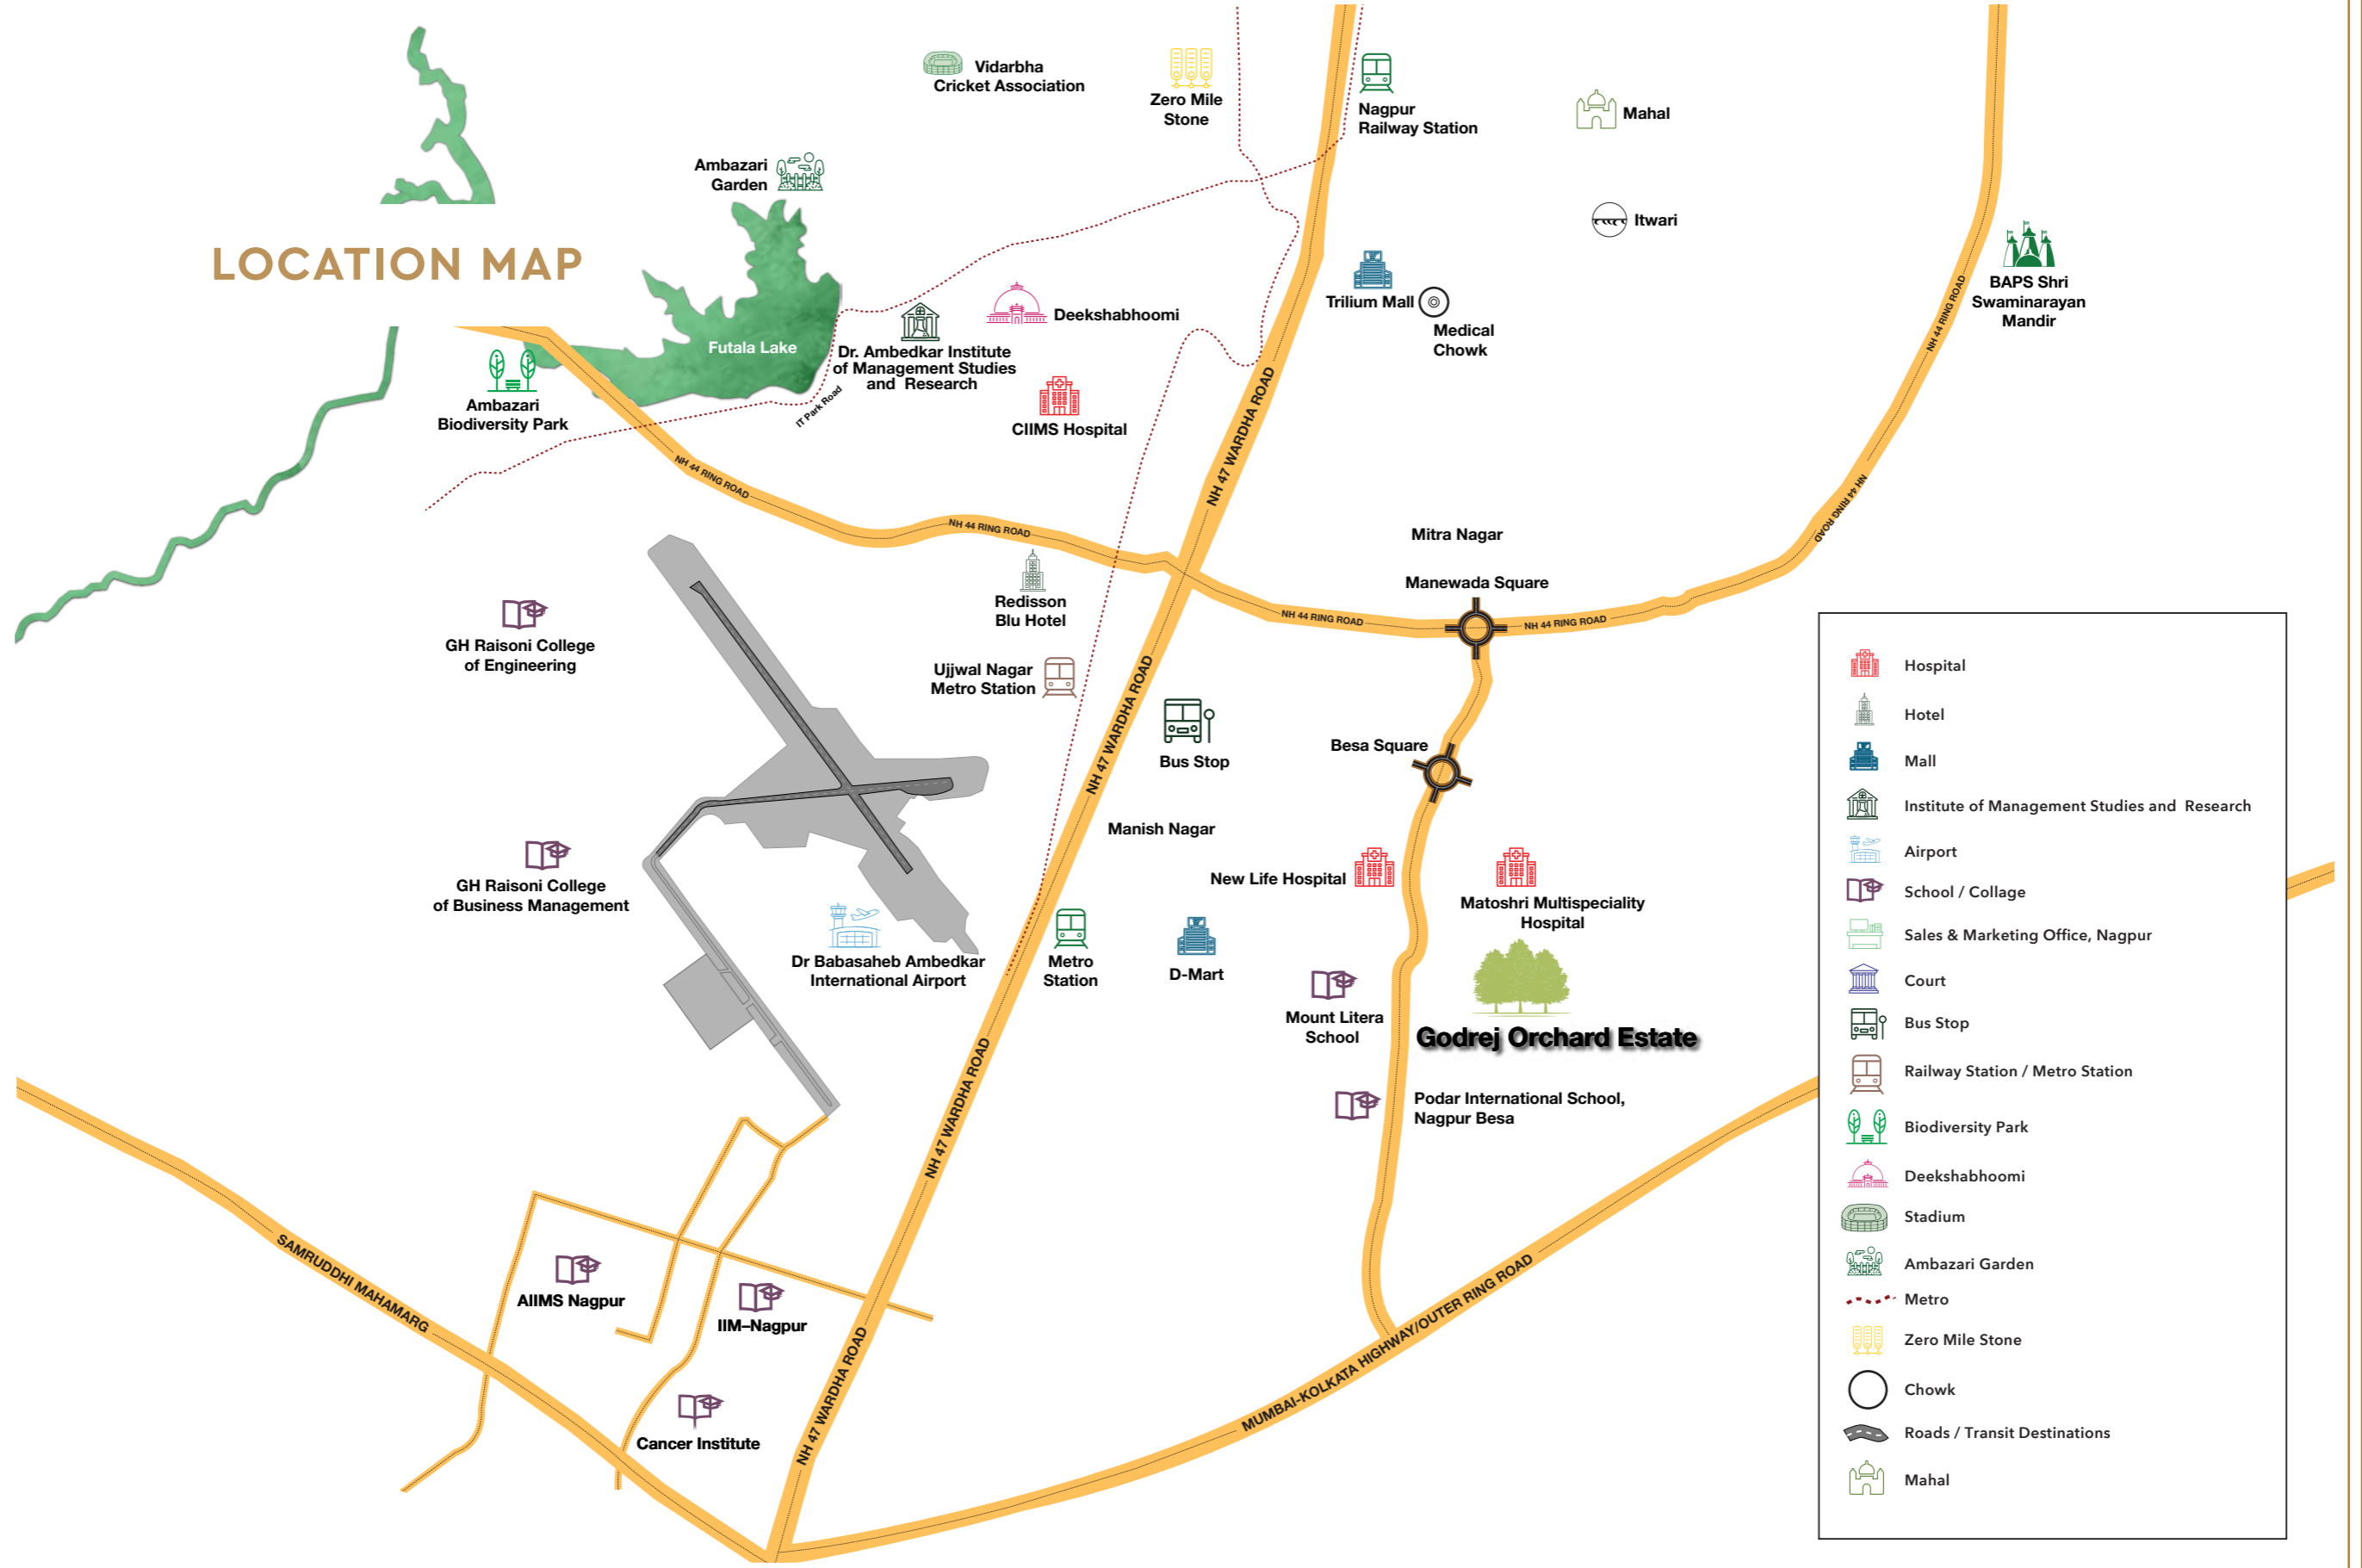 Vidarbha
Cricket Association
Zero Mile
Stone
Nagpur
Railway Station
Mahal
Ambazari
Garden
Itwari
LOCATION MAP
BAPS Shri
Swaminarayan
Mandir
Trilium Mall
Medical
Chowk
Deekshabhoomi
Futala Lake
Dr. Ambedkar Institute
of Management Studies
and Research
IT Park Road
Ambazari
Biodiversity Park
CIIMS Hospital
NH 44 RING ROAD
NH 47 WARDHA ROAD
NH 44 RING ROAD
NH 44 RING ROAD
NH 44 RING ROAD
Mitra Nagar
Manewada Square
NH 44 RING ROAD
NH 44 RING ROAD
Redisson
Blu Hotel
GH Raisoni College
of Engineering
Ujjwal Nagar
Metro Station
NH 47 WARDHA ROAD
Bus Stop
Besa Square
Manish Nagar
New Life Hospital
Matoshri Multispeciality
Hospital
GH Raisoni College
of Business Management
Dr Babasaheb Ambedkar
International Airport
Metro
Station
D-Mart
Mount Litera
School
Godrej Orchard Estate
NH 47 WARDHA ROAD
Podar International School,
Nagpur Besa
SAMRUDDHI MAHAMARG
AIIMS Nagpur
IIM–Nagpur
NH 47 WARDHA ROAD
MUMBAI-KOLKATA HIGHWAY/OUTER RING ROAD
Cancer Institute
Hospital
Hotel
Mall
Institute of Management Studies and Research
Airport
School / Collage
Sales & Marketing Office, Nagpur
Court
Bus Stop
Railway Station / Metro Station
Biodiversity Park
Deekshabhoomi
Stadium
Ambazari Garden
Metro
Zero Mile Stone
Chowk
Roads / Transit Destinations
Mahal